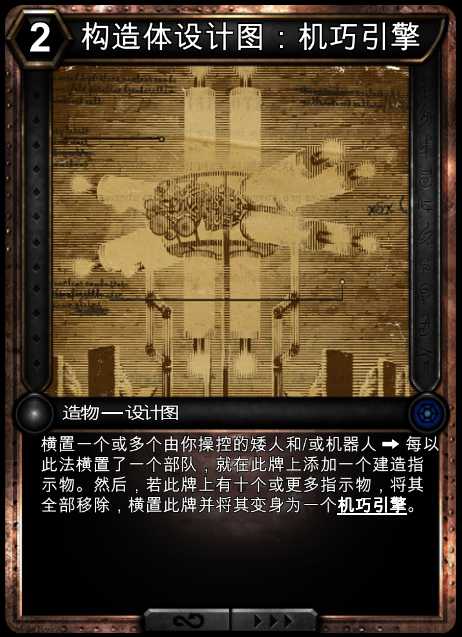 2
构造体设计图：机巧引擎
造物 — 设计图
横置一个或多个由你操控的矮人和/或机器人 ➡ 每以
此法横置了一个部队，就在此牌上添加一个建造指
示物。然后，若此牌上有十个或更多指示物，将其
全部移除，横置此牌并将其变身为一个机巧引擎。